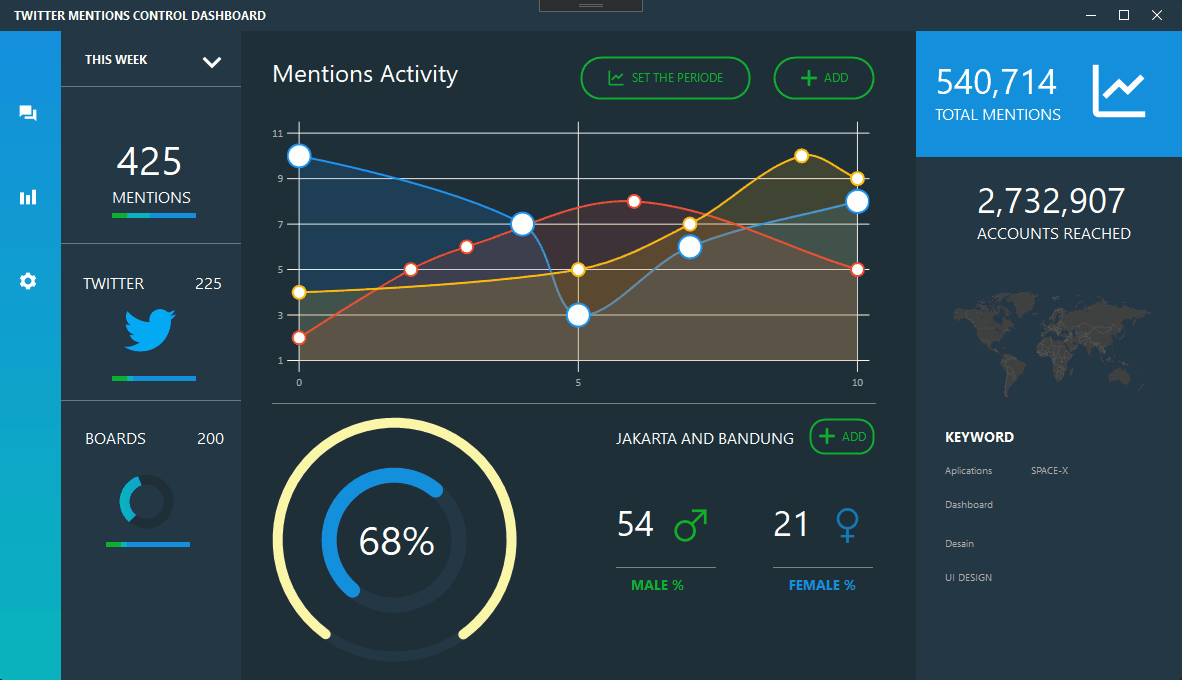 TWITTER MENTIONS CONTROL DASHBOARD
THIS WEEK
425
MENTIONS
TWITTER 225
BOARDS 200
Mentions Activity
SET THE PERIODE
ADD
11
9
7
5
3
1
0 5 10
68%
JAKARTA AND BANDUNG
ADD
54
MALE %
21
FEMALE %
540,714
TOTAL MENTIONS
2,732,907
ACCOUNTS REACHED
KEYWORD
Aplications SPACE-X
Dashboard
Desain
UI DESIGN